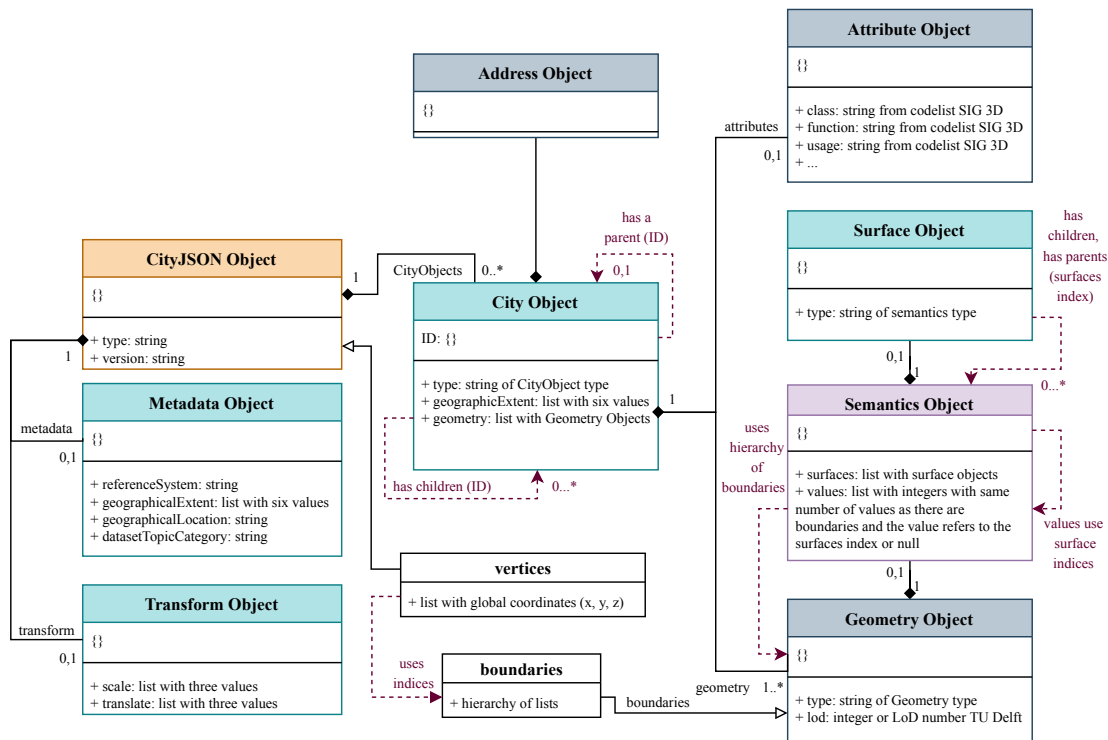 Attribute Object
{}
+ class: string from codelist SIG 3D
+ function: string from codelist SIG 3D
+ usage: string from codelist SIG 3D
+ ...
Address Object
{}
attributes
0,1
has a
parent (ID)
0,1
has
children,
has parents
(surfaces
index)
Surface Object
{}
+ type: string of semantics type
0,1
1
0...*
CityJSON Object
{}
+ type: string
+ version: string
1
CityObjects
0..*
1
City Object
ID: {}
+ type: string of CityObject type
+ geographicExtent: list with six values
+ geometry: list with Geometry Objects
1
has children (ID)
0...*
Metadata Object
{}
+ referenceSystem: string
+ geographicalExtent: list with six values
+ geographicalLocation: string
+ datasetTopicCategory: string
metadata
0,1
uses
hierarchy
of
boundaries
Semantics Object
{}
+ surfaces: list with surface objects
+ values: list with integers with same
number of values as there are
boundaries and the value refers to the
surfaces index or null
values use
surface
indices
0,1
1
vertices
+ list with global coordinates (x, y, z)
Transform Object
{}
+ scale: list with three values
+ translate: list with three values
transform
0,1
uses
indices
boundaries
+ hierarchy of lists
boundaries
geometry
1..*
Geometry Object
{}
+ type: string of Geometry type
+ lod: integer or LoD number TU Delft